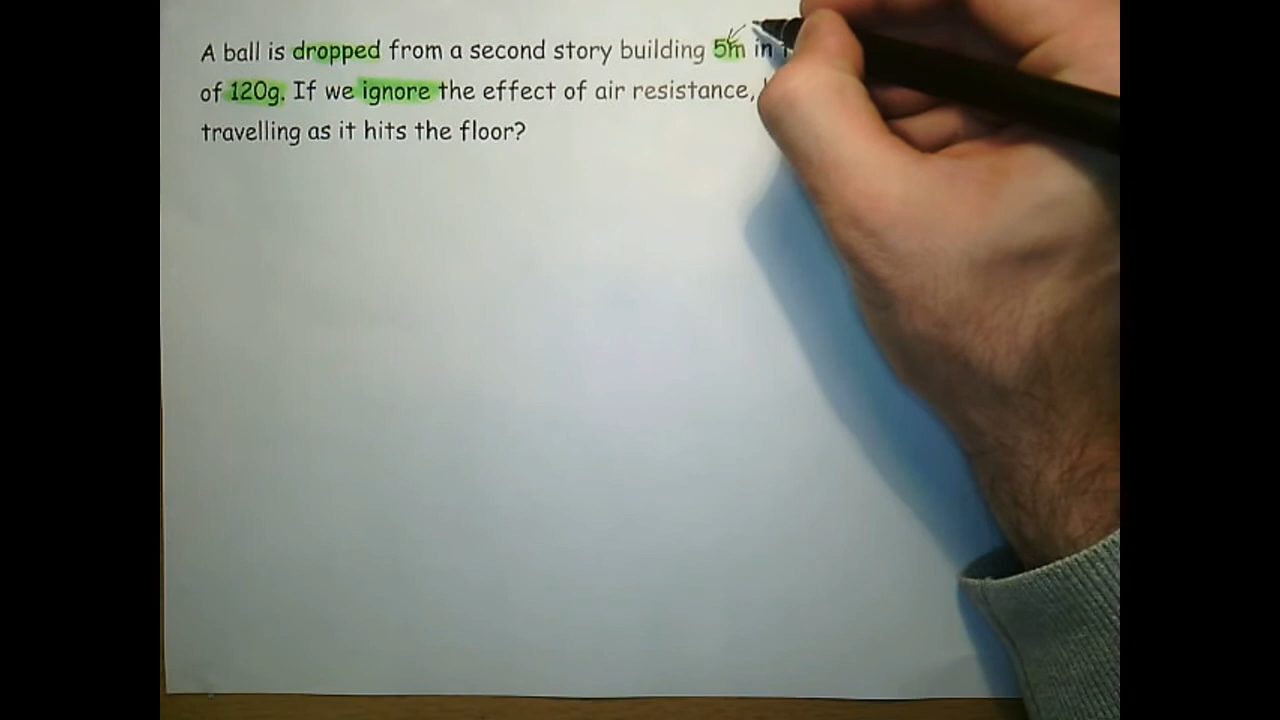 A ball is dropped from a second story building 5m in
of 120g. If we ignore the effect of air resistance,
travelling as it hits the floor?